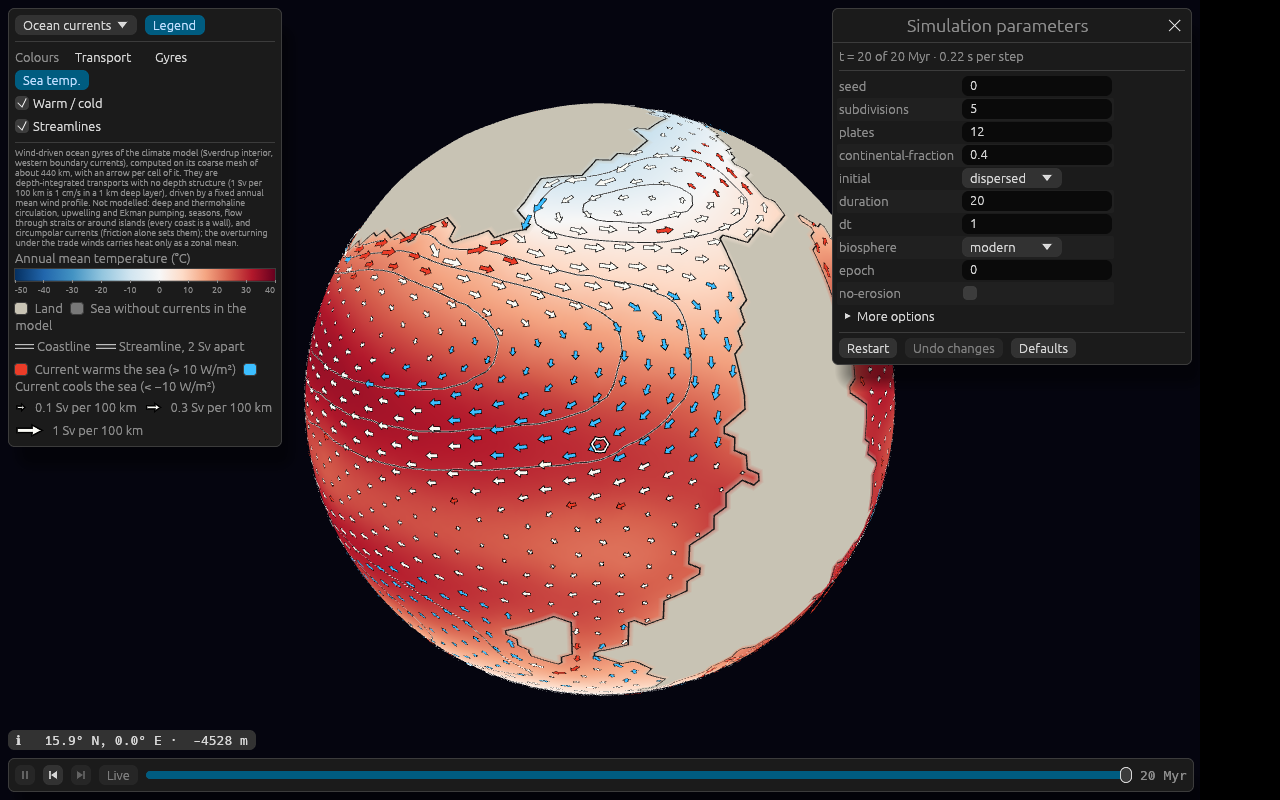 Ocean currents Legend
Colours Transport Gyres
Sea temp.
Warm / cold
Streamlines
Wind-driven ocean gyres of the climate model (Sverdrup interior,
western boundary currents), computed on its coarse mesh of
about 440 km, with an arrow per cell of it. They are
depth-integrated transports with no depth structure (1 Sv per
100 km is 1 cm/s in a 1 km deep layer), driven by a fixed annual
mean wind profile. Not modelled: deep and thermohaline
circulation, upwelling and Ekman pumping, seasons, flow
through straits or around islands (every coast is a wall), and
circumpolar currents (friction alone sets them); the overturning
under the trade winds carries heat only as a zonal mean.
Annual mean temperature (°C)
-50 -40 -30 -20 -10 0 10 20 30 40
Land Sea without currents in the
model
Coastline Streamline, 2 Sv apart
Current warms the sea (> 10 W/m²)
Current cools the sea (< −10 W/m²)
0.1 Sv per 100 km 0.3 Sv per 100 km
1 Sv per 100 km
Simulation parameters
t = 20 of 20 Myr · 0.22 s per step
seed 0
subdivisions 5
plates 12
continental-fraction 0.4
initial dispersed
duration 20
dt 1
biosphere modern
epoch 0
no-erosion
More options
Restart Undo changes Defaults
15.9° N, 0.0° E · -4528 m
Live 20 Myr